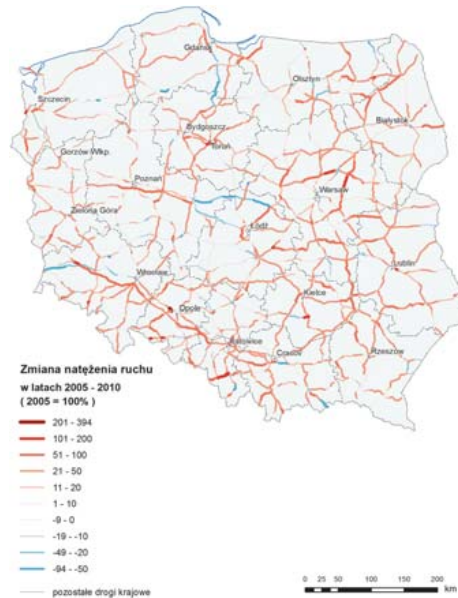 Gdańsk
Olsztyn
Szczecin
Białystok
Bydgoszcz
Toruń
Gorzów Wlkp.
Poznań
Warsaw
Zielona Góra
Łódź
Lublin
Wrocław
Kielce
Opole
Katowice
Cracow
Rzeszów
Zmiana natężenia ruchu
w latach 2005 - 2010
( 2005 = 100% )
201 - 394
101 - 200
51 - 100
21 - 50
11 - 20
1 - 10
-9 - 0
-19 - -10
-49 - -20
-94 - -50
pozostałe drogi krajowe
0 25 50 100 150 200
km